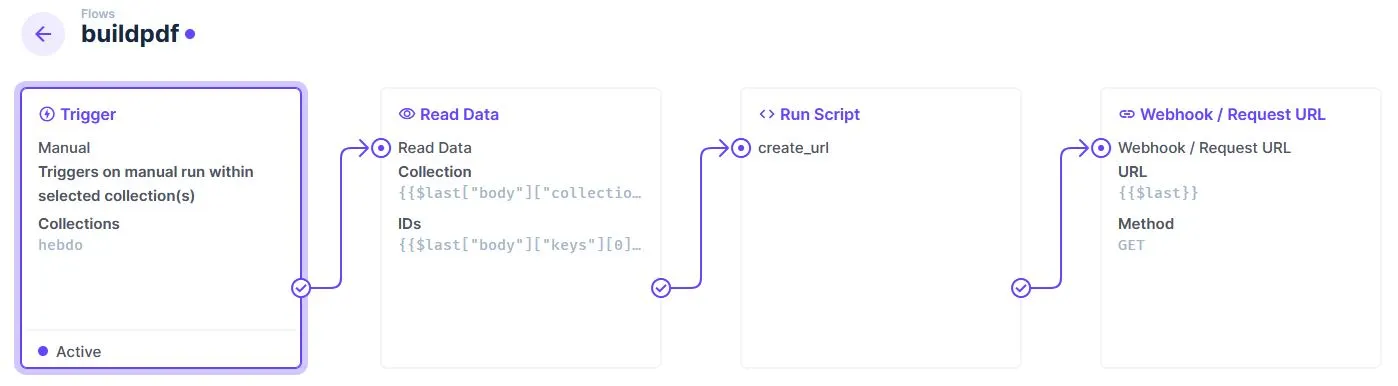 Flows
buildpdf
Trigger
Manual
Triggers on manual run within
selected collection(s)
Collections
hebdo
Active
Read Data
Read Data
Collection
{{$last["body"]["collectio…
IDs
{{$last["body"]["keys"][0]…
Run Script
create_url
Webhook / Request URL
Webhook / Request URL
URL
{{$last}}
Method
GET